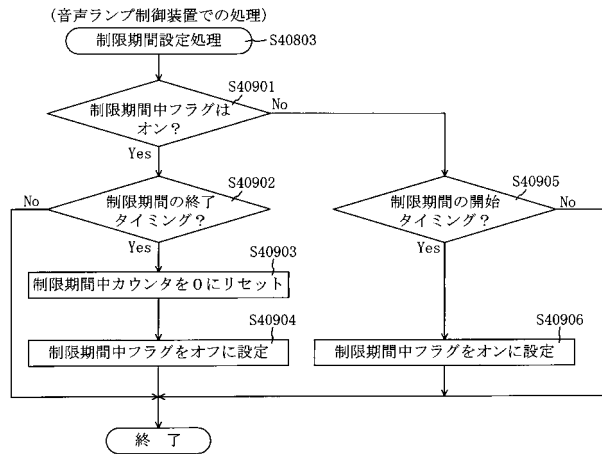 (音声ランプ制御装置での処理)
制限期間設定処理
S40803
S40901
制限期間中フラグは
オン?
No
Yes
S40902
No
制限期間の終了
タイミング?
Yes
S40905
制限期間の開始
タイミング?
No
Yes
S40903
制限期間中カウンタを0にリセット
S40904
制限期間中フラグをオフに設定
S40906
制限期間中フラグをオンに設定
終 了